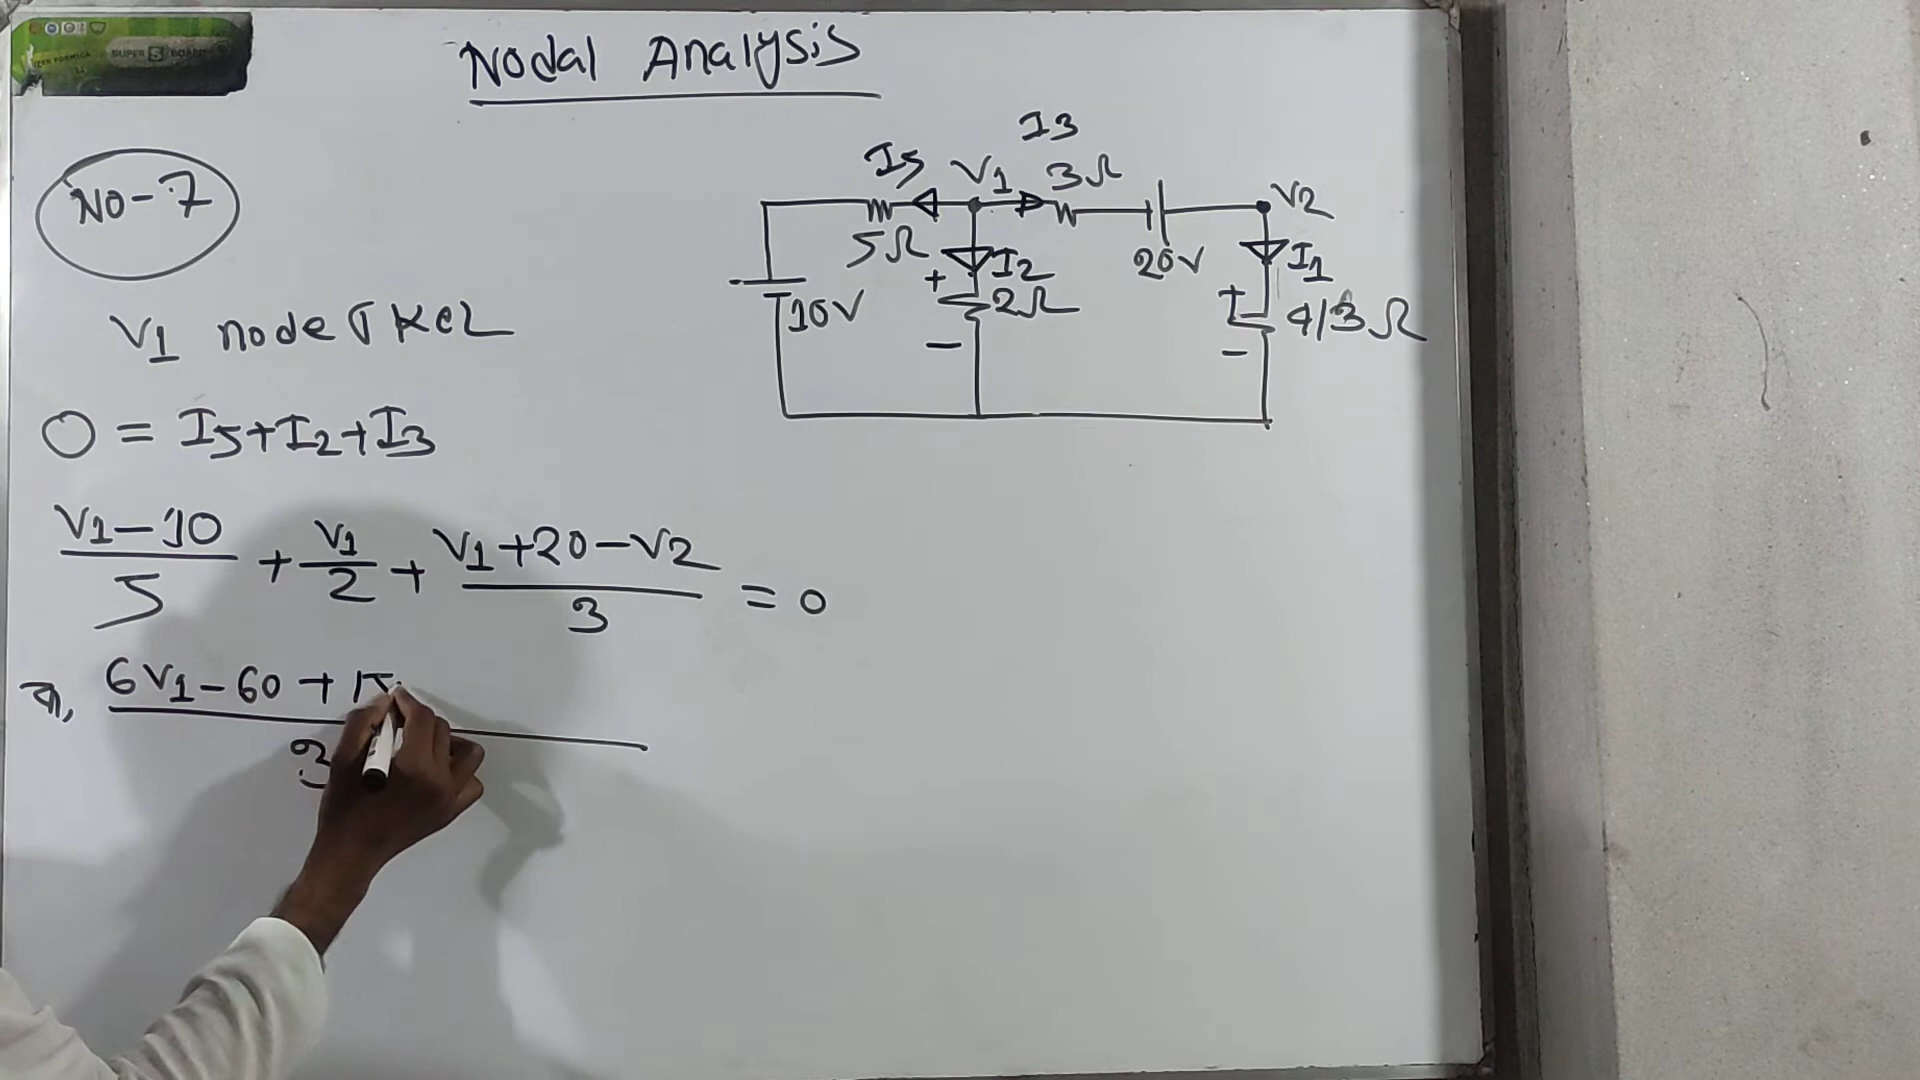 SUPER S BOARD
Nodal Analysis
NO-7
I3
I5 V1 3Ω
V2
5Ω
+ I2
20V
I1
10V
2Ω
+ 4/3Ω
-
-
V1 node KCL
0 = I5+I2+I3
V1-10/5 + V1/2 + V1+20-V2/3 = 0
বা, 6V1-60+15
3